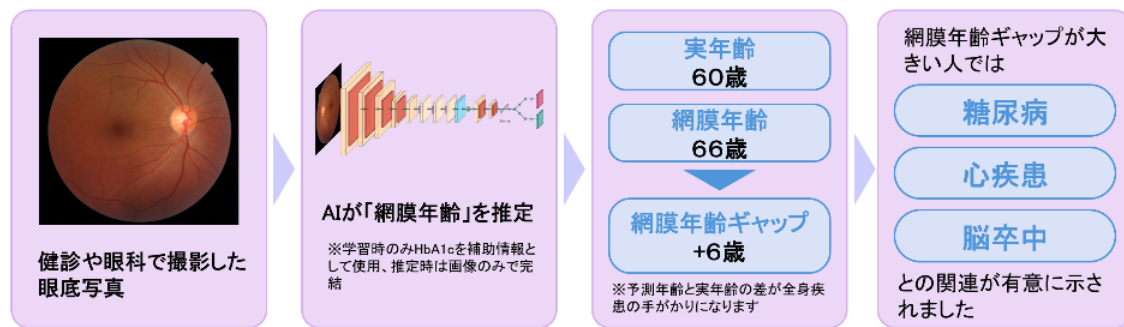 健診や眼科で撮影した
眼底写真
AIが「網膜年齢」を推定
※学習時のみHbA1cを補助情報と
して使用、推定時は画像のみで完
結
実年齢
60歳
網膜年齢
66歳
網膜年齢ギャップ
+6歳
※予測年齢と実年齢の差が全身疾
患の手がかりになります
網膜年齢ギャップが大
きい人では
糖尿病
心疾患
脳卒中
との関連が有意に示さ
れました